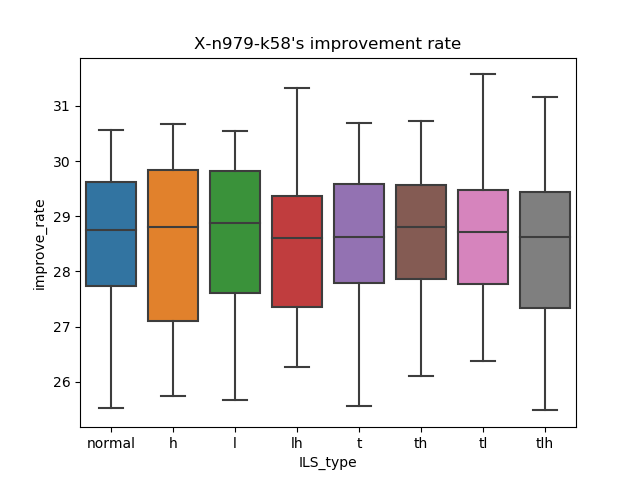 X-n979-k58's improvement rate
improve_rate
31
30
29
28
27
26
normal h l lh t th tl tlh
ILS_type